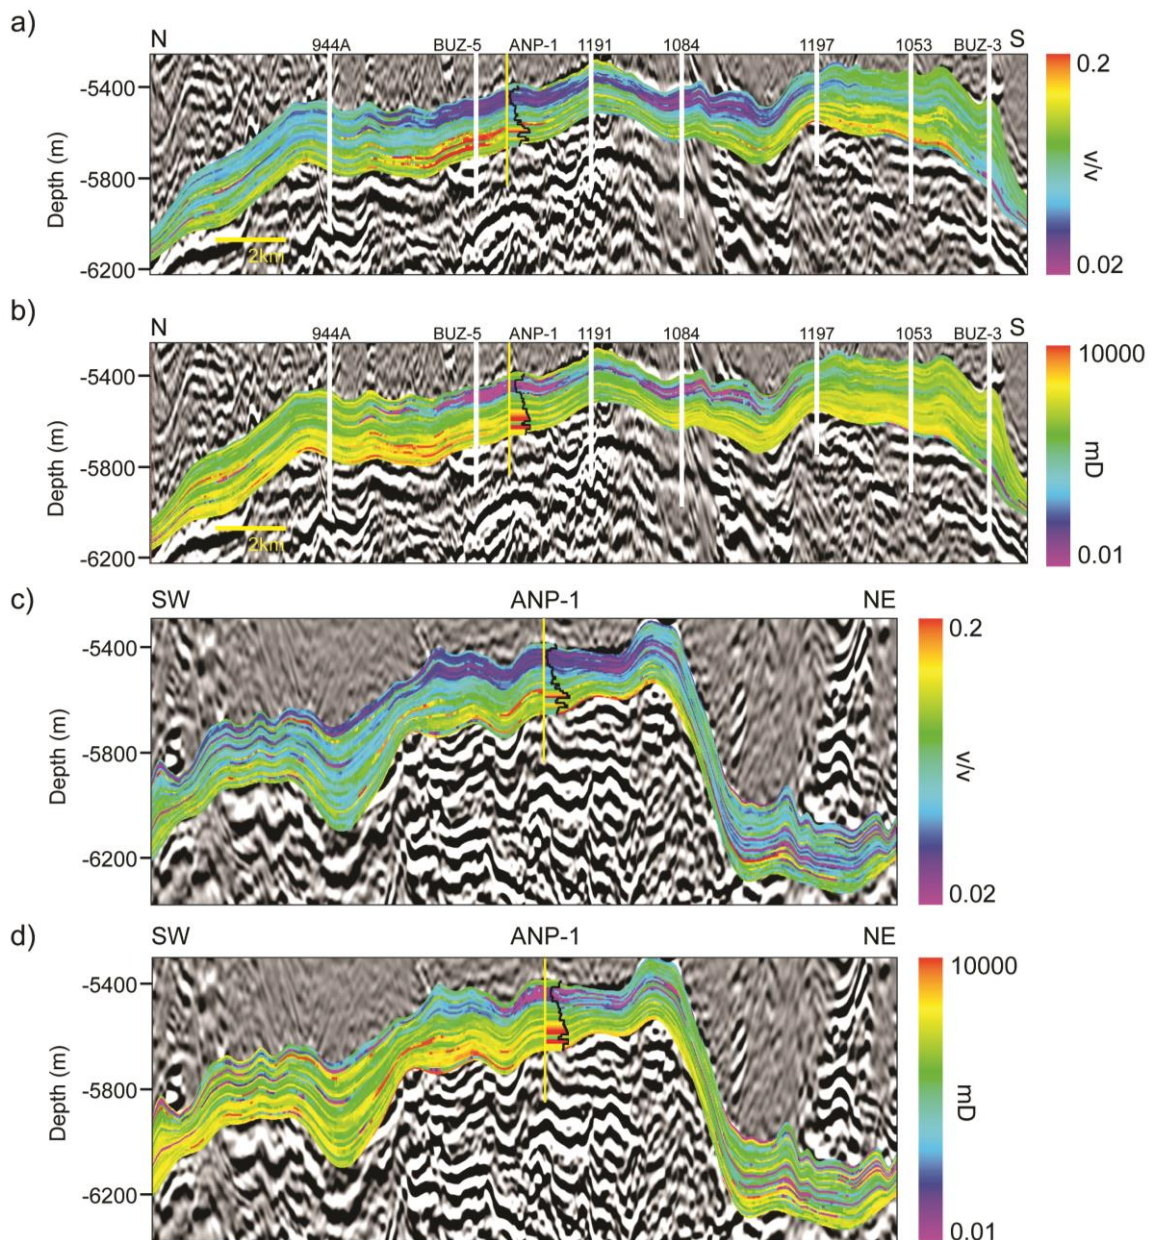 a)
N 944A BUZ-5 ANP-1 1191 1084 1197 1053 BUZ-3 S
-5400
-5800
-6200
Depth (m)
2km
0.2
v/v
0.02
b)
N 944A BUZ-5 ANP-1 1191 1084 1197 1053 BUZ-3 S
-5400
-5800
-6200
Depth (m)
2km
10000
mD
0.01
c)
SW ANP-1 NE
-5400
-5800
-6200
Depth (m)
0.2
v/v
0.02
d)
SW ANP-1 NE
-5400
-5800
-6200
Depth (m)
10000
mD
0.01